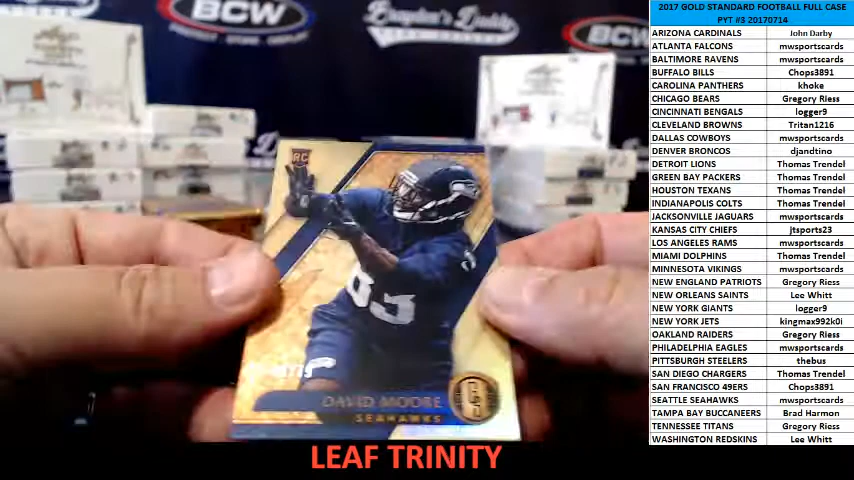 BCW
Brayden's Daddy
BCW
RC
83
DAVID MOORE
SEAHAWKS
LEAF TRINITY
2017 GOLD STANDARD FOOTBALL FULL CASE
PYT #3 20170714
ARIZONA CARDINALS John Darby
ATLANTA FALCONS mwsportscards
BALTIMORE RAVENS mwsportscards
BUFFALO BILLS Chops3891
CAROLINA PANTHERS khoke
CHICAGO BEARS Gregory Riess
CINCINNATI BENGALS logger9
CLEVELAND BROWNS Tritan1216
DALLAS COWBOYS mwsportscards
DENVER BRONCOS djandtino
DETROIT LIONS Thomas Trendel
GREEN BAY PACKERS Thomas Trendel
HOUSTON TEXANS Thomas Trendel
INDIANAPOLIS COLTS Thomas Trendel
JACKSONVILLE JAGUARS mwsportscards
KANSAS CITY CHIEFS jtsports23
LOS ANGELES RAMS mwsportscards
MIAMI DOLPHINS Thomas Trendel
MINNESOTA VIKINGS mwsportscards
NEW ENGLAND PATRIOTS Gregory Riess
NEW ORLEANS SAINTS Lee Whitt
NEW YORK GIANTS logger9
NEW YORK JETS kingmax992k0i
OAKLAND RAIDERS Gregory Riess
PHILADELPHIA EAGLES mwsportscards
PITTSBURGH STEELERS thebus
SAN DIEGO CHARGERS Thomas Trendel
SAN FRANCISCO 49ERS Chops3891
SEATTLE SEAHAWKS mwsportscards
TAMPA BAY BUCCANEERS Brad Harmon
TENNESSEE TITANS Gregory Riess
WASHINGTON REDSKINS Lee Whitt